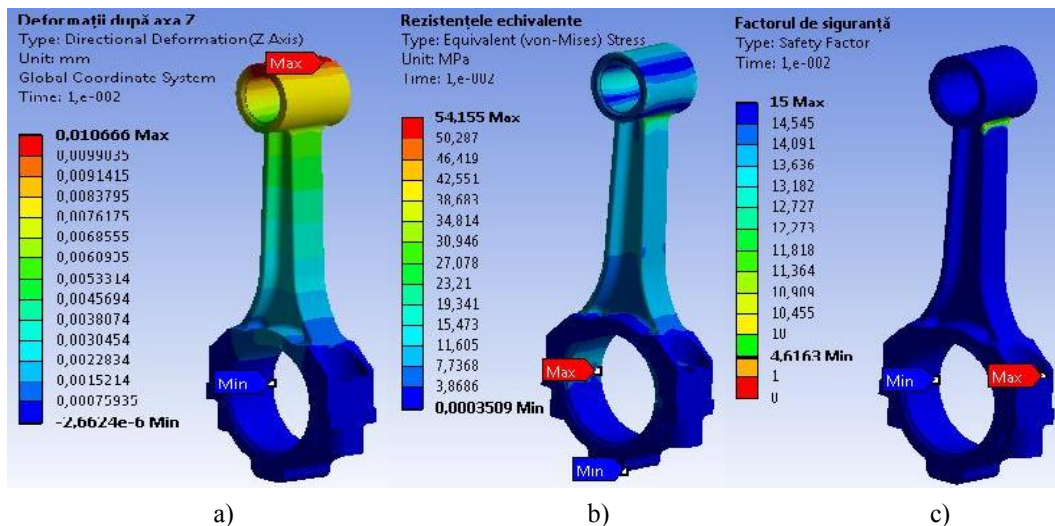 Deformații după axa Z
Type: Directional Deformation(Z Axis)
Unit: mm
Global Coordinate System
Time: 1,e-002
0,010666 Max
0,0099035
0,0091415
0,0083795
0,0076175
0,0068555
0,0060935
0,0053314
0,0045694
0,0038074
0,0030454
0,0022834
0,0015214
0,00075935
-2,6624e-6 Min
Max
Min
a)
Rezistențele echivalente
Type: Equivalent (von-Mises) Stress
Unit: MPa
Time: 1,e-002
54,155 Max
50,287
46,419
42,551
38,683
34,814
30,946
27,078
23,21
19,341
15,473
11,605
7,7368
3,8686
0,0003509 Min
Max
Min
b)
Factorul de siguranță
Type: Safety Factor
Time: 1,e-002
15 Max
14,545
14,091
13,636
13,182
12,727
12,273
11,818
11,364
10,909
10,455
10
4,6163 Min
1
0
Min
Max
c)